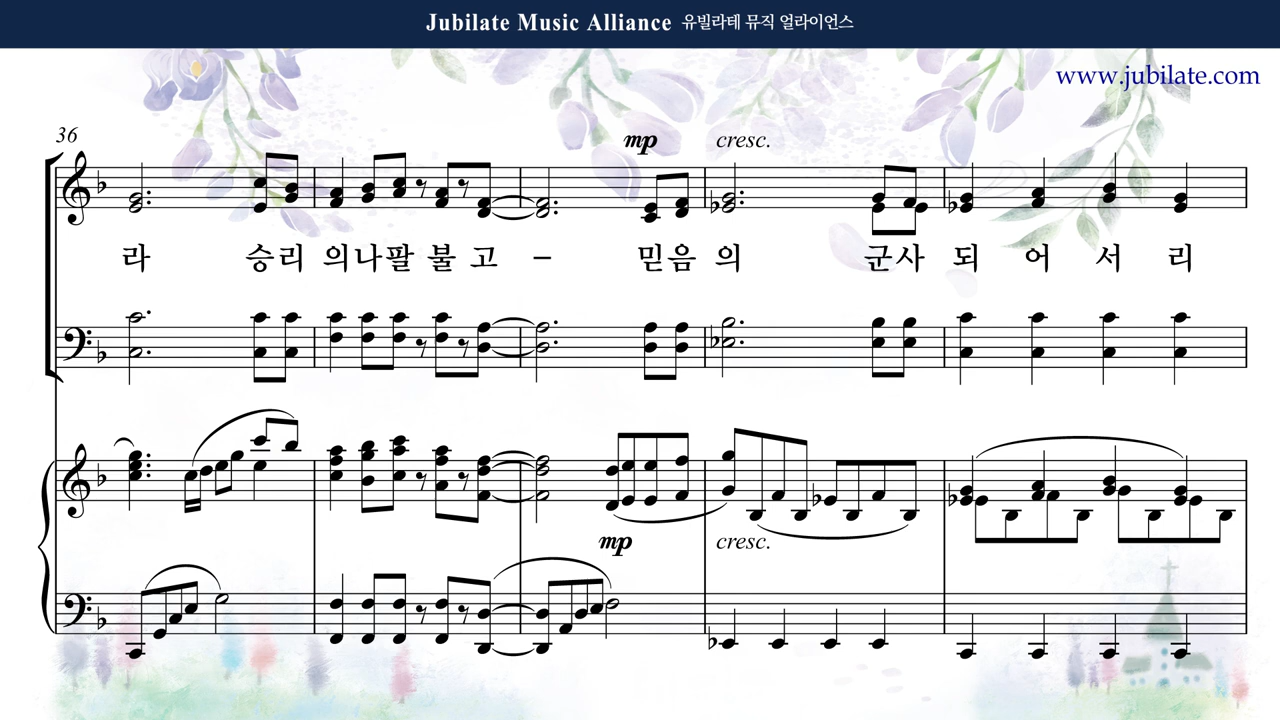 Jubilate Music Alliance 유빌라테 뮤직 얼라이언스
www.jubilate.com
36
mp cresc.
라 승리 의나팔 불 고 – 믿음 의 군사 되 어 서 리
mp cresc.